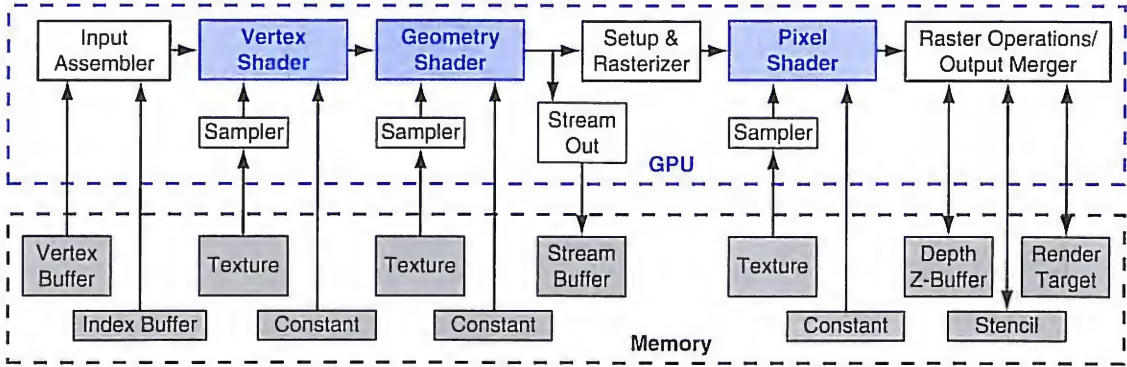 Input
Assembler
Vertex
Shader
Geometry
Shader
Setup &
Rasterizer
Pixel
Shader
Raster Operations/
Output Merger
Sampler
Sampler
Stream
Out
Sampler
GPU
Vertex
Buffer
Texture
Texture
Stream
Buffer
Texture
Depth
Z-Buffer
Render
Target
Index Buffer
Constant
Constant
Constant
Stencil
Memory